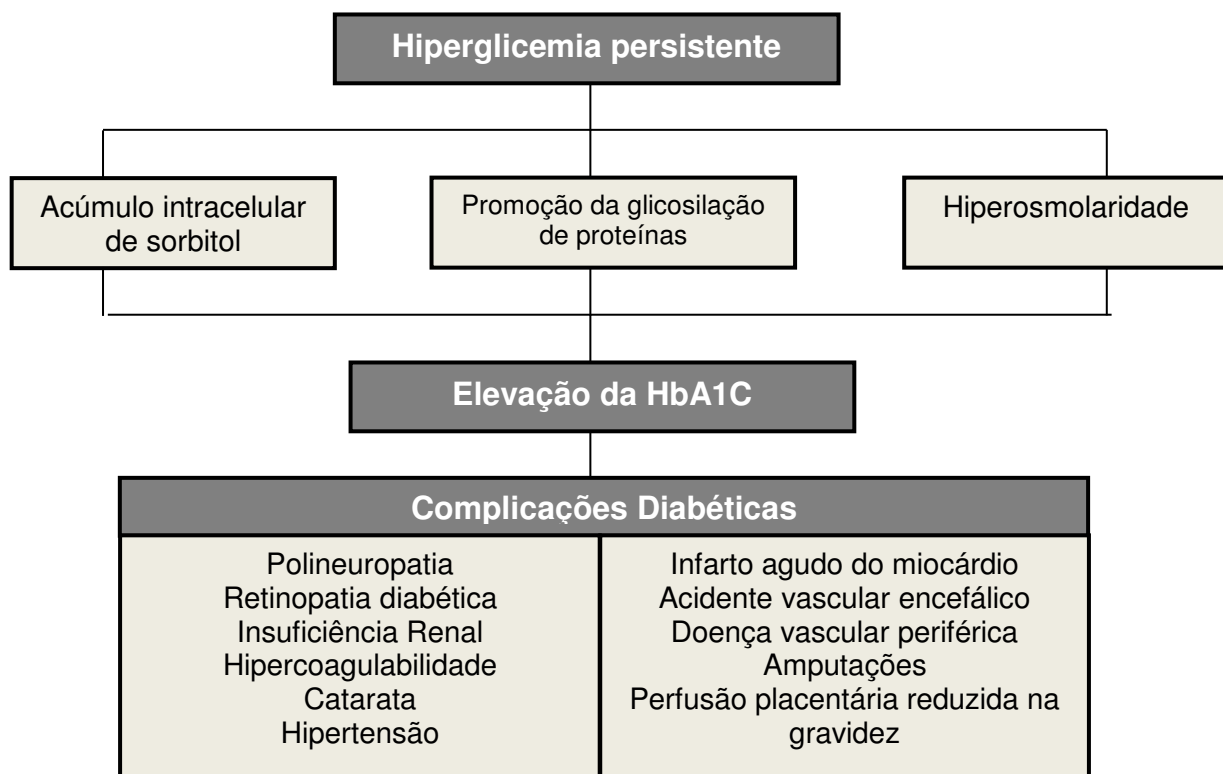 Hiperglicemia persistente
Acúmulo intracelular
de sorbitol
Promoção da glicosilação
de proteínas
Hiperosmolaridade
Elevação da HbA1C
Complicações Diabéticas
Polineuropatia
Retinopatia diabética
Insuficiência Renal
Hipercoagulabilidade
Catarata
Hipertensão
Infarto agudo do miocárdio
Acidente vascular encefálico
Doença vascular periférica
Amputações
Perfusão placentária reduzida na
gravidez